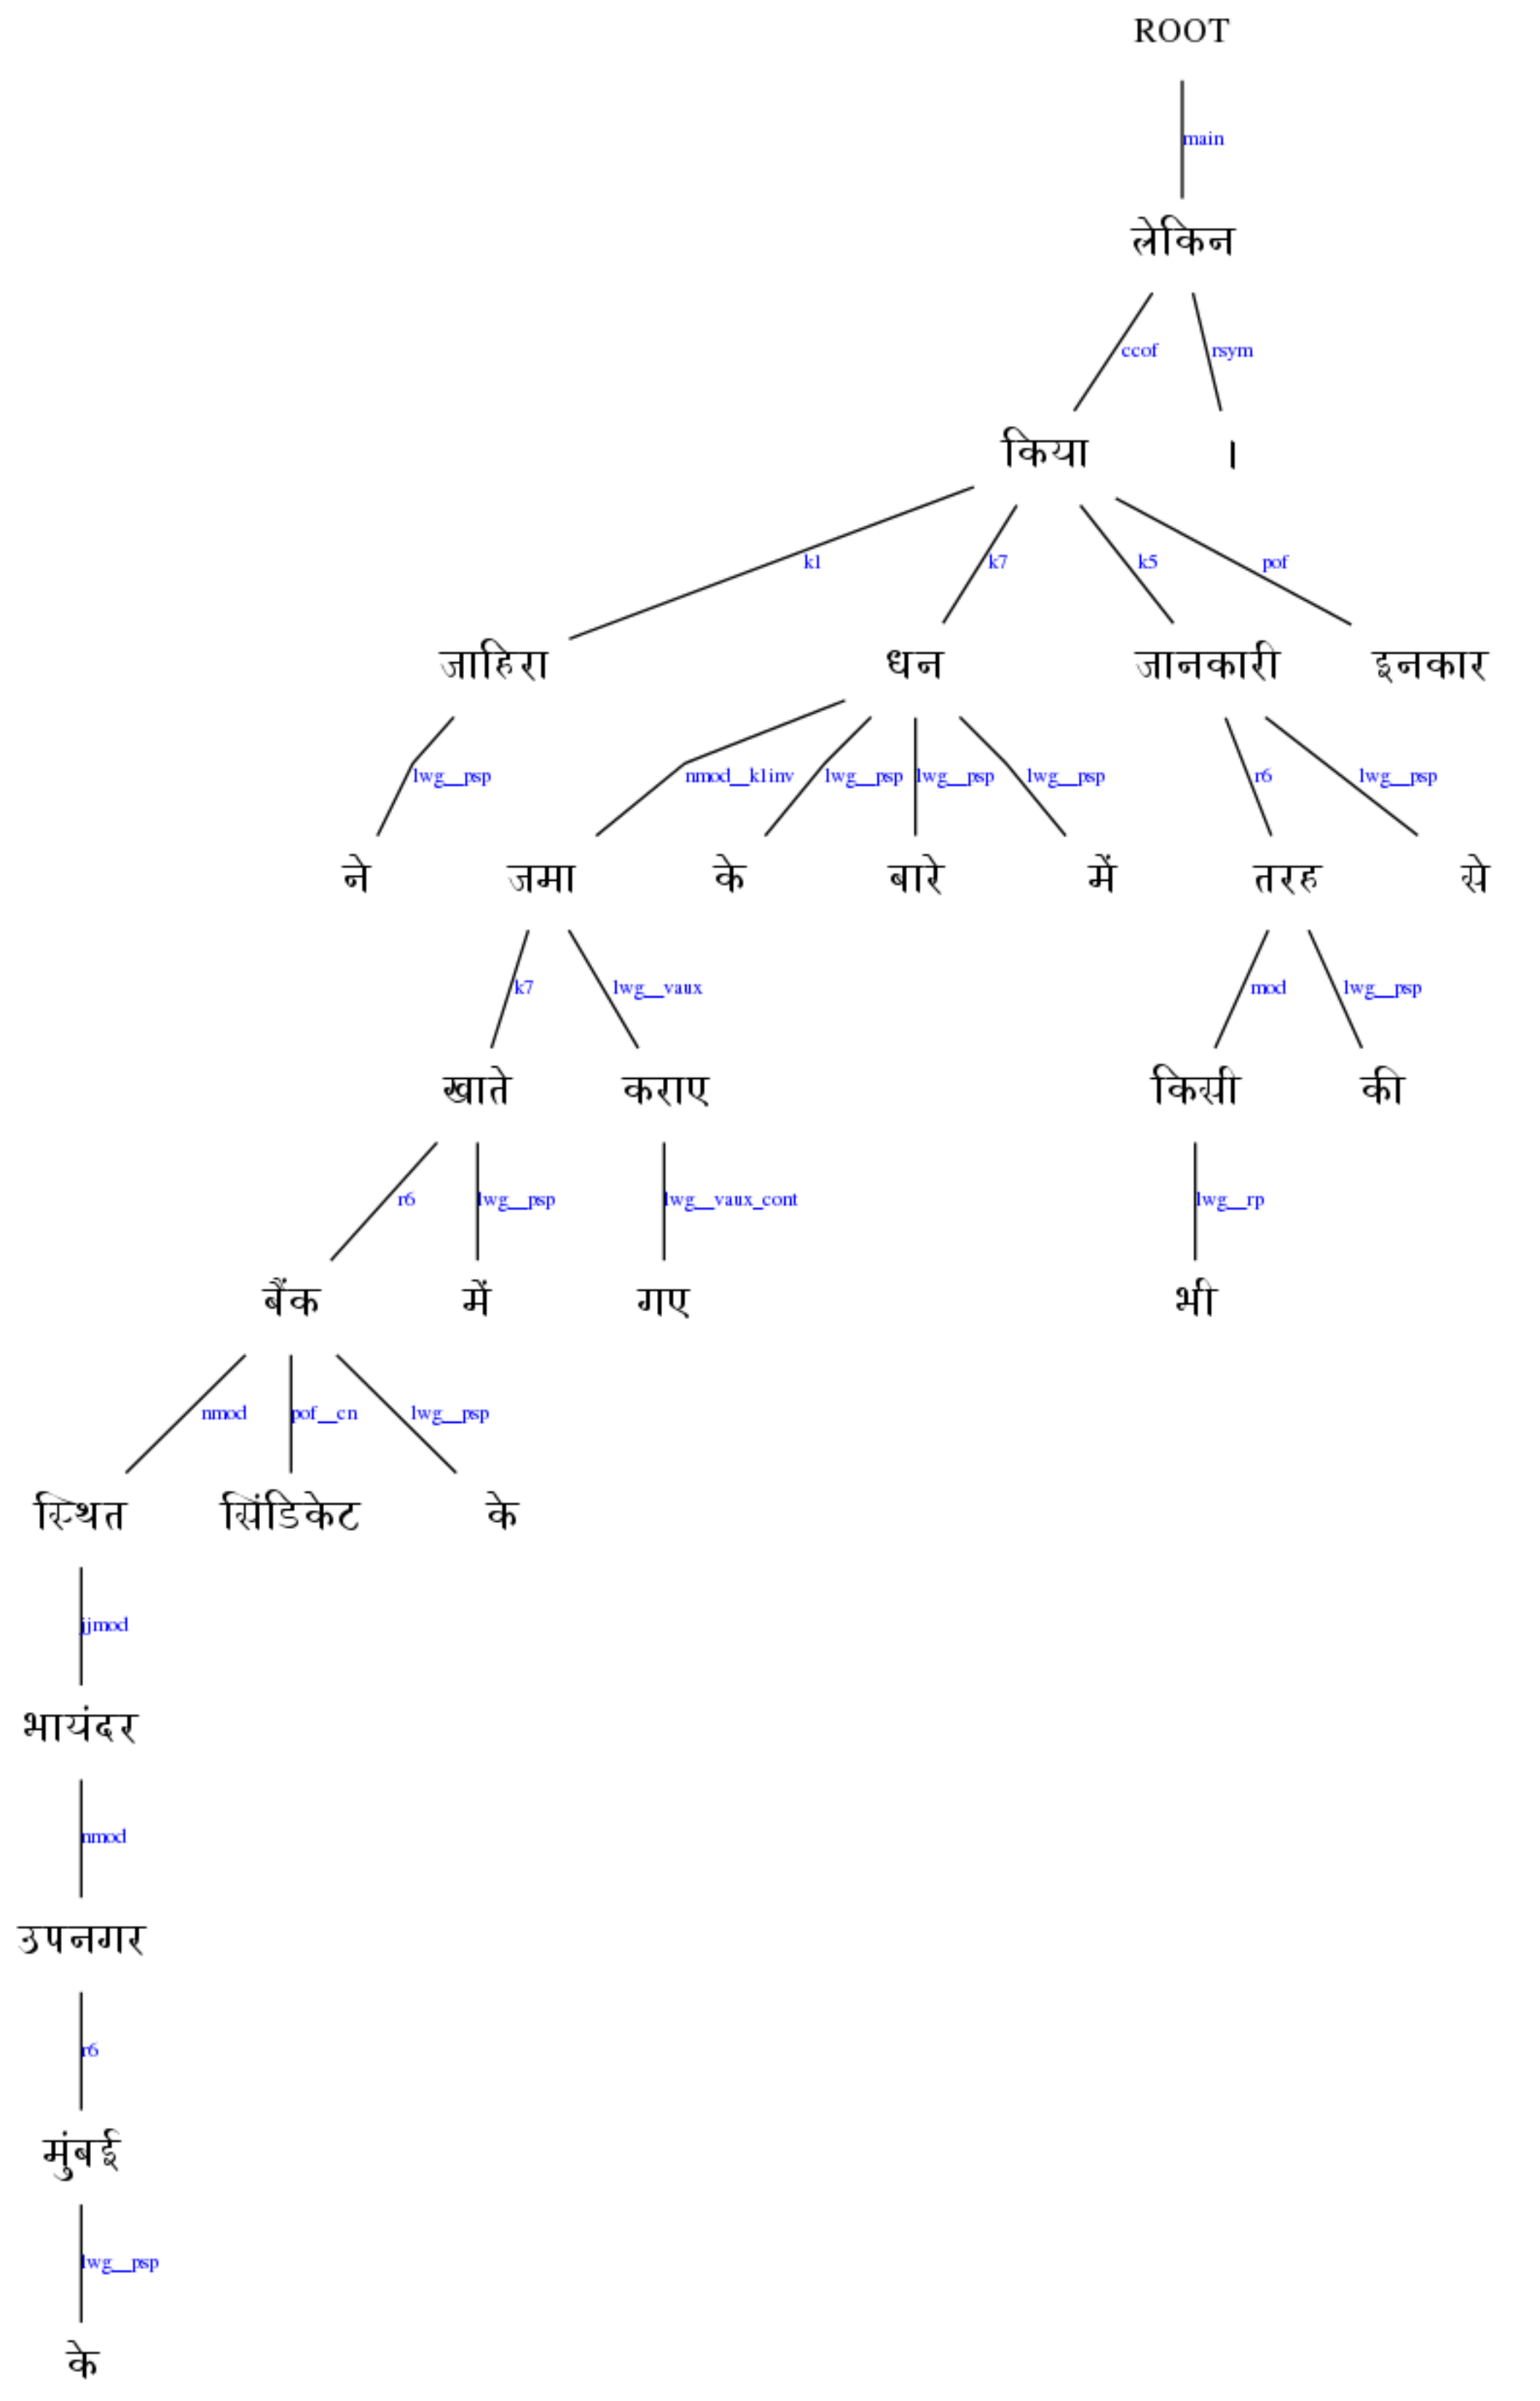 ROOT
main
लेकिन
ccof rsym
किया ।
k1 k7 k5 pof
जाहिरा धन जानकारी इनकार
lwg__psp nmod__k1inv lwg__psp lwg__psp lwg__psp r6 lwg__psp
ने जमा के बारे में तरह से
k7 lwg__vaux mod lwg__psp
खाते कराए किसी की
r6 lwg__psp lwg__vaux_cont lwg__rp
बैंक में गए भी
nmod pof__cn lwg__psp
स्थित सिंडिकेट के
jjmod
भायंदर
nmod
उपनगर
r6
मुंबई
lwg__psp
के